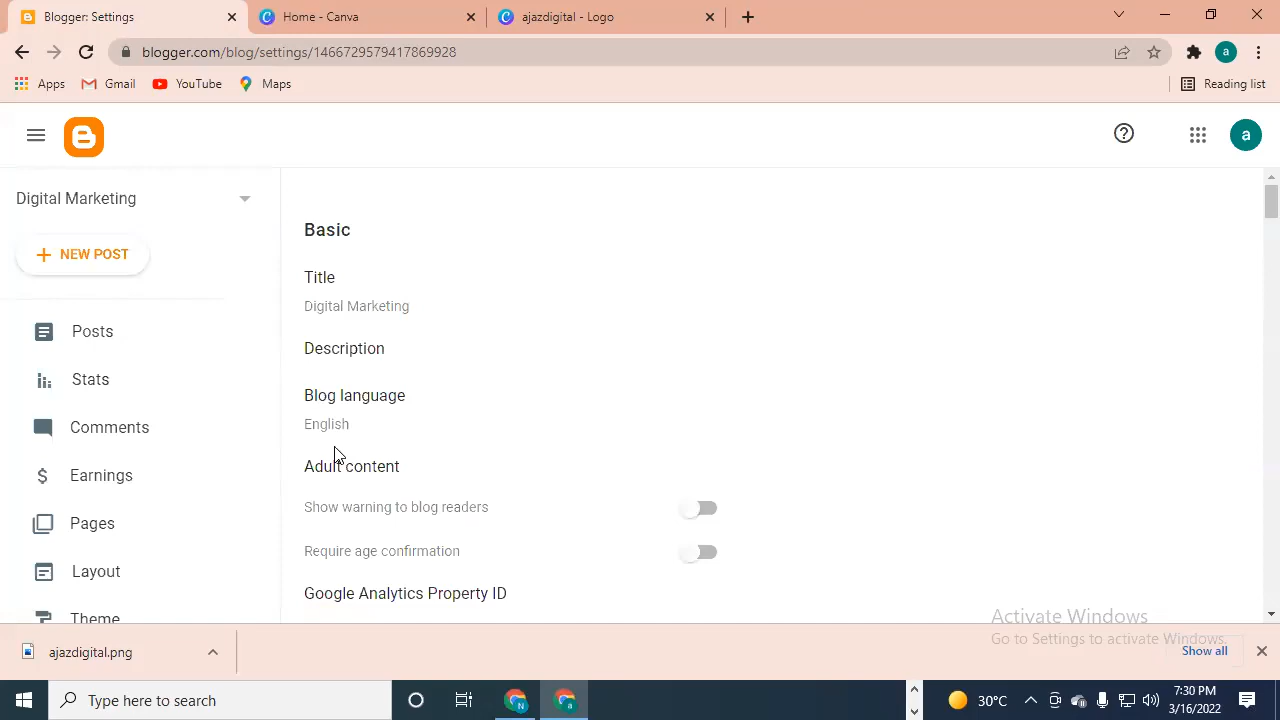 Blogger: Settings
Home - Canva
ajazdigital - Logo
blogger.com/blog/settings/1466729579417869928
a
Apps
Gmail
YouTube
Maps
Reading list
a
Digital Marketing
NEW POST
Posts
Stats
Comments
Earnings
Pages
Layout
Theme
Basic
Title
Digital Marketing
Description
Blog language
English
Adult content
Show warning to blog readers
Require age confirmation
Google Analytics Property ID
Activate Windows
Go to Settings to activate Windows.
ajazdigital.png
Show all
Type here to search
N
a
30°C
7:30 PM
3/16/2022